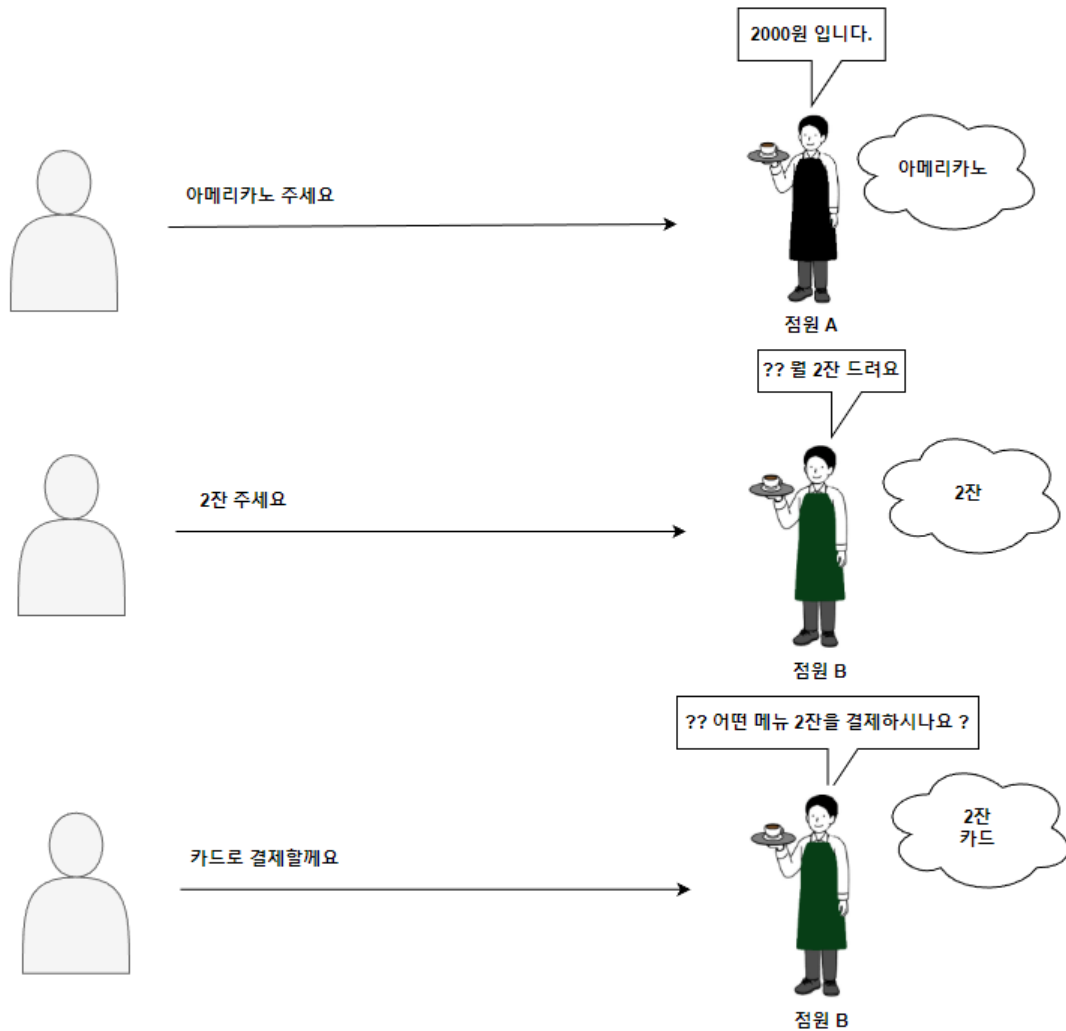 2000원 입니다.
아메리카노
아메리카노 주세요
점원 A
?? 뭘 2잔 드려요
2잔
2잔 주세요
점원 B
?? 어떤 메뉴 2잔을 결제하시나요 ?
2잔
카드
카드로 결제할께요
점원 B